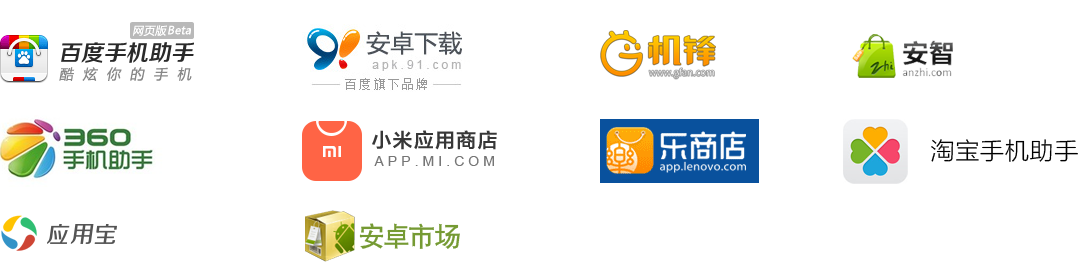 网页版Beta
百度手机助手
酷炫你的手机
91
安卓下载
apk.91.com
百度旗下品牌
机锋
www.gfan.com
zhi
安智
anzhi.com
360
手机助手
mi
小米应用商店
APP.MI.COM
乐商店
app.lenovo.com
淘宝手机助手
应用宝
安卓市场